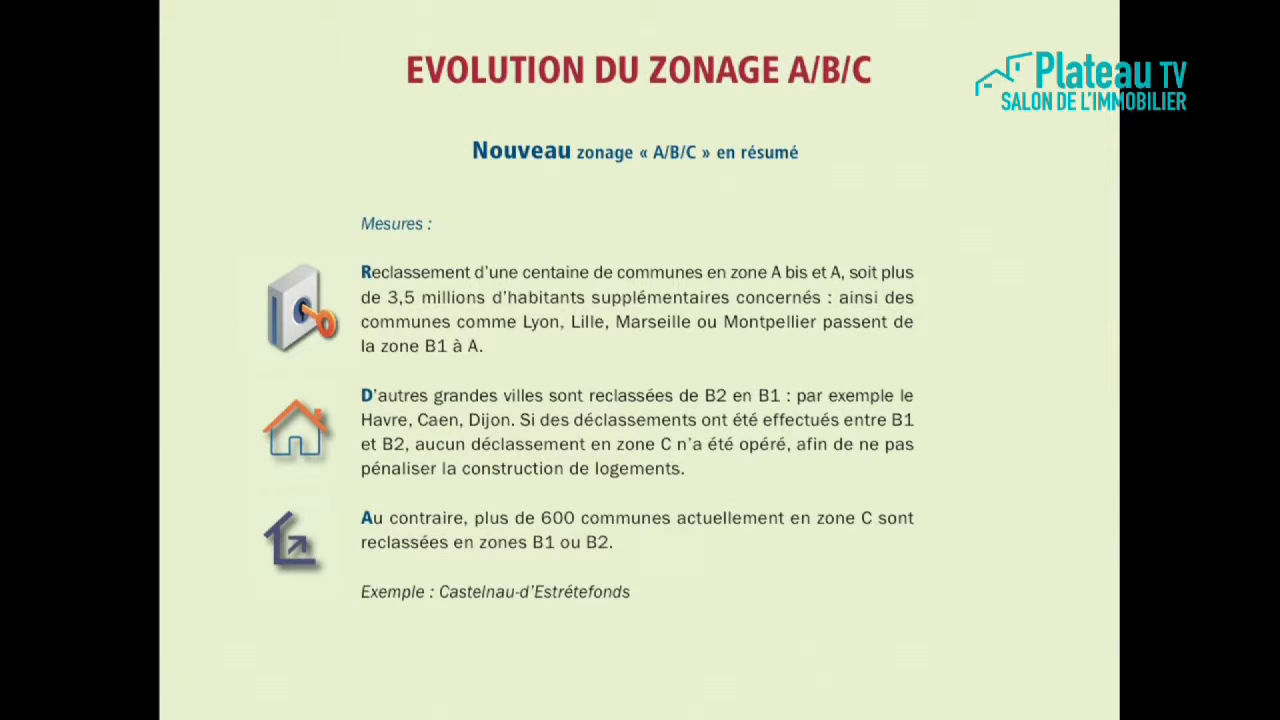 EVOLUTION DU ZONAGE A/B/C
Plateau TV
SALON DE L'IMMOBILIER
Nouveau zonage « A/B/C » en résumé
Mesures :
Reclassement d'une centaine de communes en zone A bis et A, soit plus
de 3,5 millions d'habitants supplémentaires concernés : ainsi des
communes comme Lyon, Lille, Marseille ou Montpellier passent de
la zone B1 à A.
D'autres grandes villes sont reclassées de B2 en B1 : par exemple le
Havre, Caen, Dijon. Si des déclassements ont été effectués entre B1
et B2, aucun déclassement en zone C n'a été opéré, afin de ne pas
pénaliser la construction de logements.
Au contraire, plus de 600 communes actuellement en zone C sont
reclassées en zones B1 ou B2.
Exemple : Castelnau-d'Estrétefonds